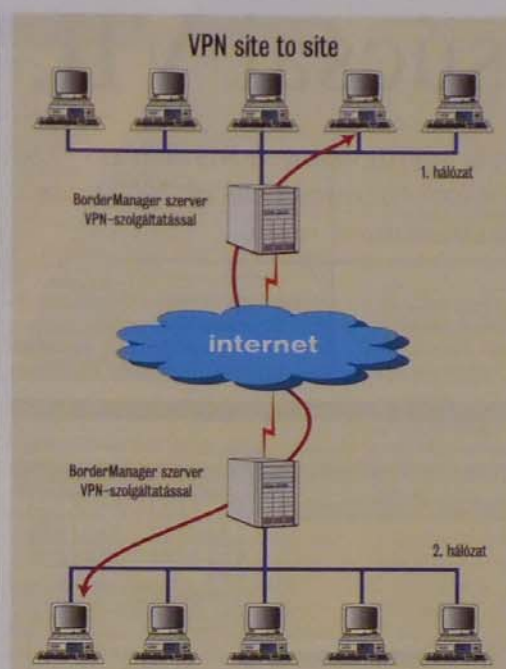 VPN site to site
1. hálózat
BorderManager szerver
VPN-szolgáltatással
internet
BorderManager szerver
VPN-szolgáltatással
2. hálózat